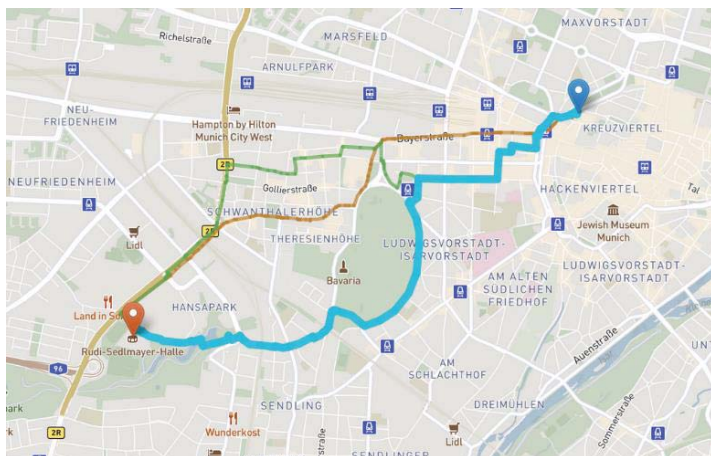 MAXVORSTADT
Richelstraße
MARSFELD
ARNULFPARK
NEU-
FRIEDENHEIM
Hampton by Hilton
Munich City West
Bayerstraße
KREUZVIERTEL
2R
NEUFRIEDENHEIM
Gollierstraße
HACKENVIERTEL
Tal
SCHWANTHALERHÖHE
Jewish Museum
Munich
2R
Lidl
THERESIENHÖHE
LUDWIGSVORSTADT-
ISARVORSTADT
LUDWIGSVORSTADT-
ISARVORSTADT
Bavaria
AM ALTEN
SÜDLICHEN
FRIEDHOF
Land in
HANSAPARK
Rudi-Sedlmayer-Halle
Auenstraße
96
AM
SCHLACHTHOF
SENDLING
DREIMÜHLEN
Wunderkost
2R
Lidl
Sommerstraße
SENDLINGER